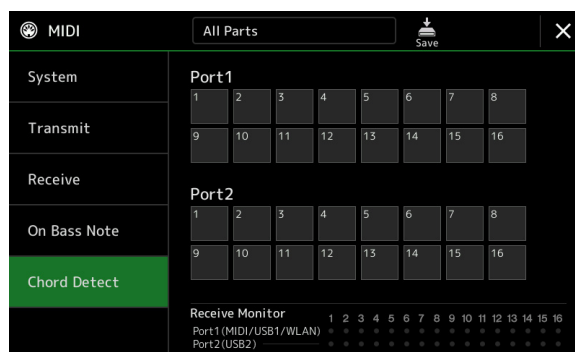 MIDI
All Parts
Save
System
Transmit
Receive
On Bass Note
Chord Detect
Port1
1 2 3 4 5 6 7 8
9 10 11 12 13 14 15 16
Port2
1 2 3 4 5 6 7 8
9 10 11 12 13 14 15 16
Receive Monitor 1 2 3 4 5 6 7 8 9 10 11 12 13 14 15 16
Port1(MIDI/USB1/WLAN)
Port2(USB2)